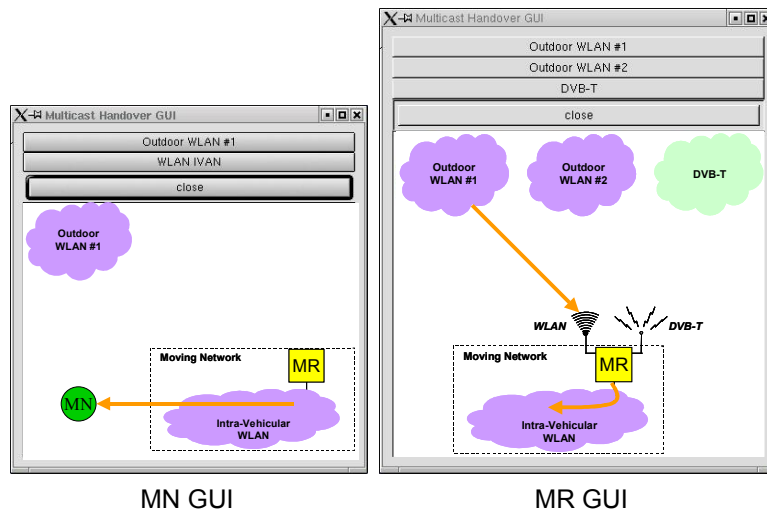 Multicast Handover GUI
Outdoor WLAN #1
WLAN IVAN
close
Outdoor
WLAN #1
Moving Network
MR
MN
Intra-Vehicular
WLAN
MN GUI
Multicast Handover GUI
Outdoor WLAN #1
Outdoor WLAN #2
DVB-T
close
Outdoor
WLAN #1
Outdoor
WLAN #2
DVB-T
WLAN
DVB-T
Moving Network
MR
Intra-Vehicular
WLAN
MR GUI